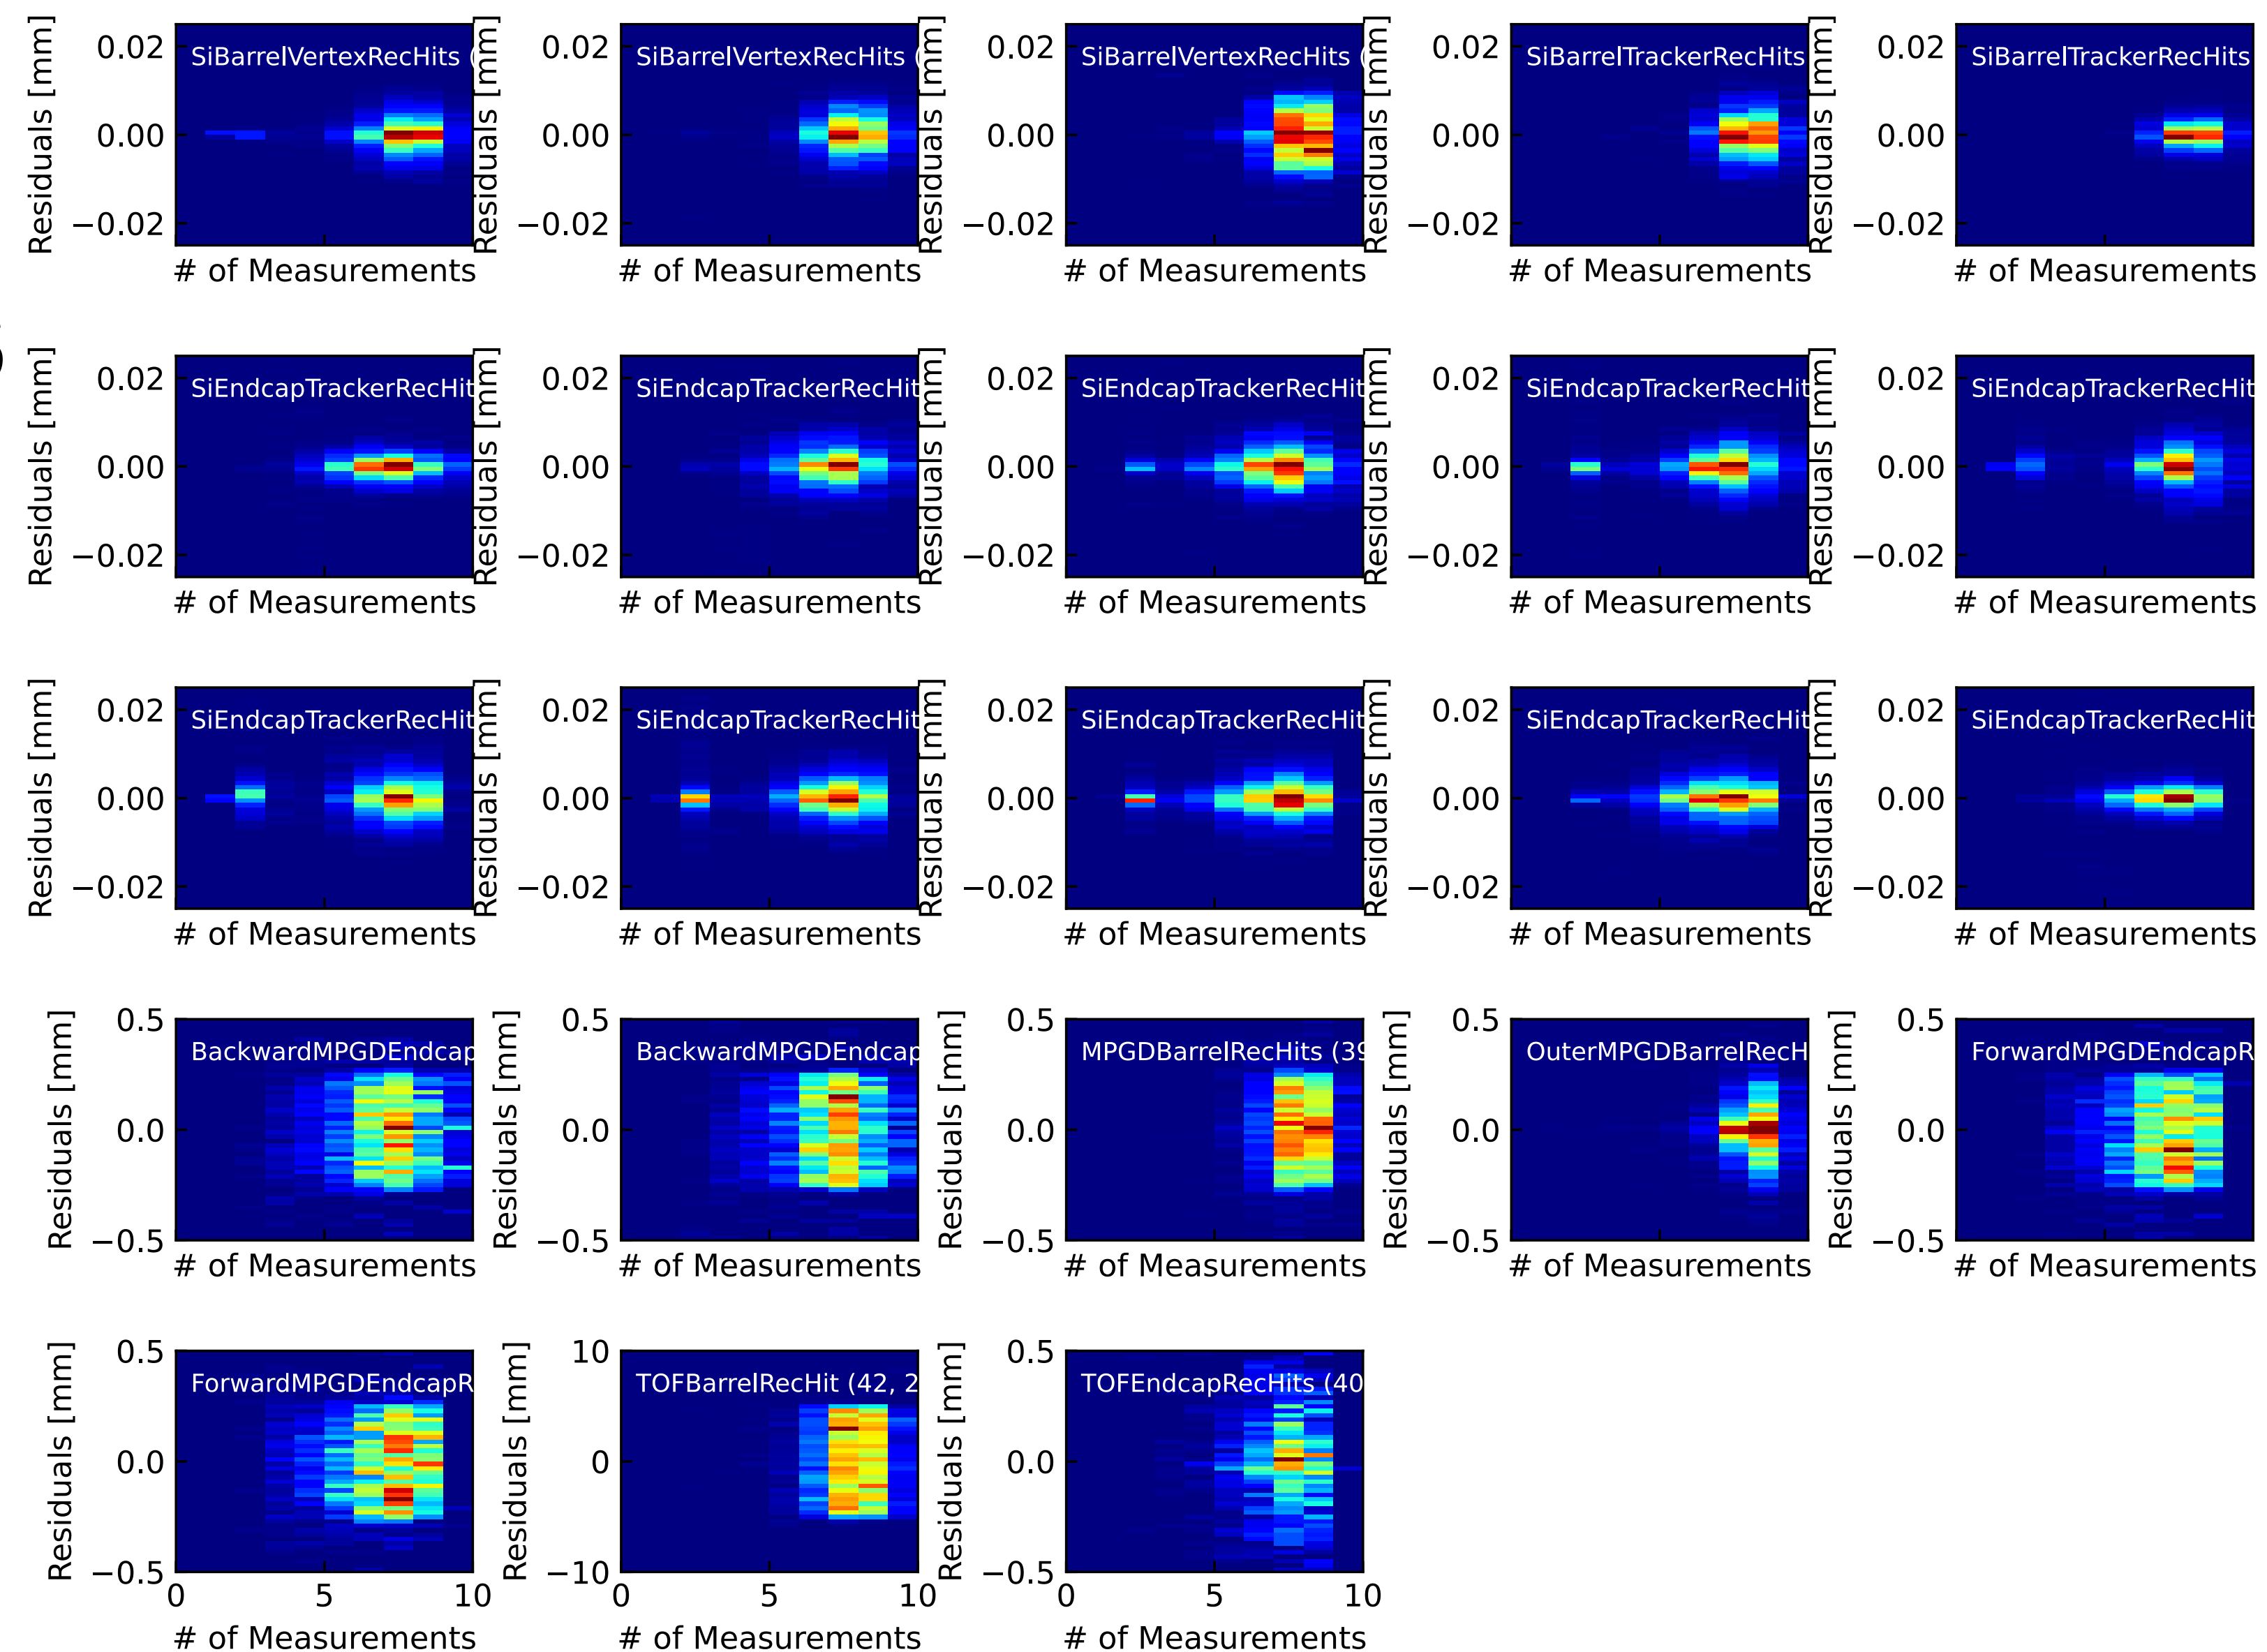 Residuals [mm] 0.02 0.00 −0.02 SiBarrelVertexRecHits ( # of Measurements
Residuals [mm] 0.02 0.00 −0.02 SiBarrelVertexRecHits ( # of Measurements
Residuals [mm] 0.02 0.00 −0.02 SiBarrelVertexRecHits ( # of Measurements
Residuals [mm] 0.02 0.00 −0.02 SiBarrelTrackerRecHits # of Measurements
Residuals [mm] 0.02 0.00 −0.02 SiBarrelTrackerRecHits # of Measurements
Residuals [mm] 0.02 0.00 −0.02 SiEndcapTrackerRecHit # of Measurements
Residuals [mm] 0.02 0.00 −0.02 SiEndcapTrackerRecHit # of Measurements
Residuals [mm] 0.02 0.00 −0.02 SiEndcapTrackerRecHit # of Measurements
Residuals [mm] 0.02 0.00 −0.02 SiEndcapTrackerRecHit # of Measurements
Residuals [mm] 0.02 0.00 −0.02 SiEndcapTrackerRecHit # of Measurements
Residuals [mm] 0.02 0.00 −0.02 SiEndcapTrackerRecHit # of Measurements
Residuals [mm] 0.02 0.00 −0.02 SiEndcapTrackerRecHit # of Measurements
Residuals [mm] 0.02 0.00 −0.02 SiEndcapTrackerRecHit # of Measurements
Residuals [mm] 0.02 0.00 −0.02 SiEndcapTrackerRecHit # of Measurements
Residuals [mm] 0.02 0.00 −0.02 SiEndcapTrackerRecHit # of Measurements
Residuals [mm] 0.5 0.0 −0.5 BackwardMPGDEndcap # of Measurements
Residuals [mm] 0.5 0.0 −0.5 BackwardMPGDEndcap # of Measurements
Residuals [mm] 0.5 0.0 −0.5 MPGDBarrelRecHits (39 # of Measurements
Residuals [mm] 0.5 0.0 −0.5 OuterMPGDBarrelRecH # of Measurements
Residuals [mm] 0.5 0.0 −0.5 ForwardMPGDEndcapR # of Measurements
Residuals [mm] 0.5 0.0 −0.5 ForwardMPGDEndcapR 0 5 10 # of Measurements
Residuals [mm] 10 0 −10 TOFBarrelRecHit (42, 2 0 5 10 # of Measurements
Residuals [mm] 0.5 0.0 −0.5 TOFEndcapRecHits (40 0 5 10 # of Measurements